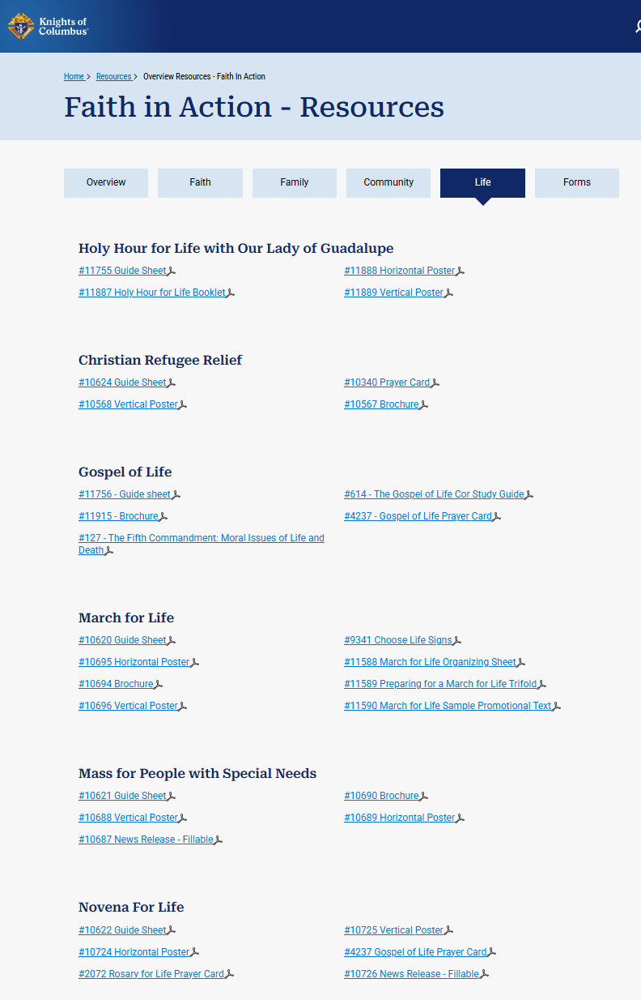 Knights of
Columbus®
Home > Resources > Overview Resources - Faith In Action
Faith in Action - Resources
Overview
Faith
Family
Community
Life
Forms
Holy Hour for Life with Our Lady of Guadalupe
#11755 Guide Sheet
#11888 Horizontal Poster
#11887 Holy Hour for Life Booklet
#11889 Vertical Poster
Christian Refugee Relief
#10624 Guide Sheet
#10340 Prayer Card
#10568 Vertical Poster
#10567 Brochure
Gospel of Life
#11756 - Guide sheet
#614 - The Gospel of Life Cor Study Guide
#11915 - Brochure
#4237 - Gospel of Life Prayer Card
#127 - The Fifth Commandment: Moral Issues of Life and
Death
March for Life
#10620 Guide Sheet
#9341 Choose Life Signs
#10695 Horizontal Poster
#11588 March for Life Organizing Sheet
#10694 Brochure
#11589 Preparing for a March for Life Trifold
#10696 Vertical Poster
#11590 March for Life Sample Promotional Text
Mass for People with Special Needs
#10621 Guide Sheet
#10690 Brochure
#10688 Vertical Poster
#10689 Horizontal Poster
#10687 News Release - Fillable
Novena For Life
#10622 Guide Sheet
#10725 Vertical Poster
#10724 Horizontal Poster
#4237 Gospel of Life Prayer Card
#2072 Rosary for Life Prayer Card
#10726 News Release - Fillable